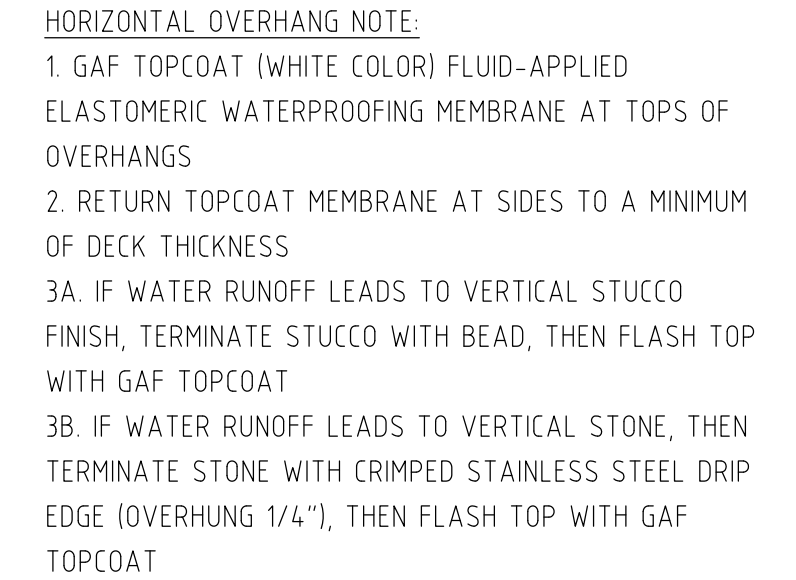 HORIZONTAL OVERHANG NOTE:
1. GAF TOPCOAT (WHITE COLOR) FLUID-APPLIED
ELASTOMERIC WATERPROOFING MEMBRANE AT TOPS OF
OVERHANGS
2. RETURN TOPCOAT MEMBRANE AT SIDES TO A MINIMUM
OF DECK THICKNESS
3A. IF WATER RUNOFF LEADS TO VERTICAL STUCCO
FINISH, TERMINATE STUCCO WITH BEAD, THEN FLASH TOP
WITH GAF TOPCOAT
3B. IF WATER RUNOFF LEADS TO VERTICAL STONE, THEN
TERMINATE STONE WITH CRIMPED STAINLESS STEEL DRIP
EDGE (OVERHUNG 1/4"), THEN FLASH TOP WITH GAF
TOPCOAT